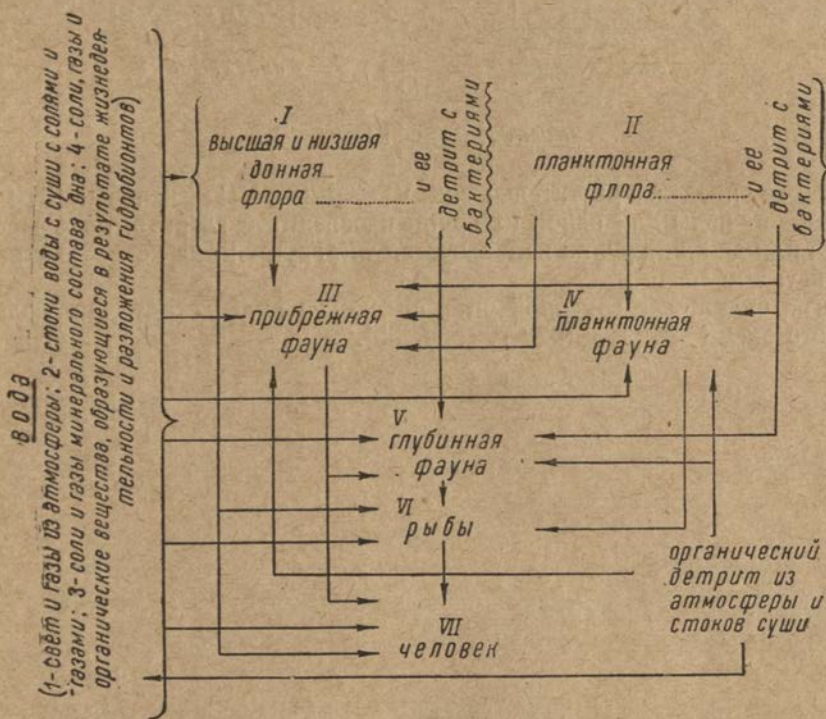 вода
(1-свет и газы из атмосферы; 2-стоки воды с суши с солями и
газами; 3-соли и газы минерального состава дна; 4-соли, газы и
органические вещества, образующиеся в результате жизнедея-
тельности и разложения гидробионтов)
I
высшая и низшая
донная
флора
и ее
детрит с
бактериями
II
планктонная
флора
и ее
детрит с
бактериями
III
прибрежная
фауна
IV
планктонная
фауна
V
глубинная
фауна
VI
рыбы
VII
человек
органический
детрит из
атмосферы и
стоков суши